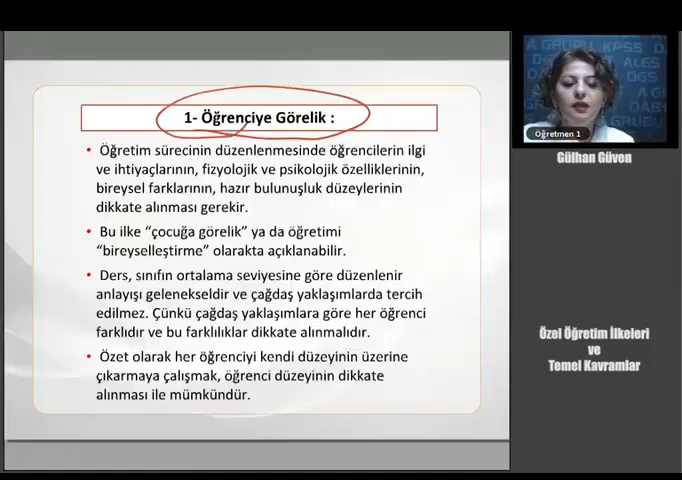 1- Öğrenciye Görelik :
• Öğretim sürecinin düzenlenmesinde öğrencilerin ilgi
ve ihtiyaçlarının, fizyolojik ve psikolojik özelliklerinin,
bireysel farklarının, hazır bulunuşluk düzeylerinin
dikkate alınması gerekir.
• Bu ilke “çocuğa görelik” ya da öğretimi
“bireyselleştirme” olarakta açıklanabilir.
• Ders, sınıfın ortalama seviyesine göre düzenlenir
anlayışı gelenekseldir ve çağdaş yaklaşımlarda tercih
edilmez. Çünkü çağdaş yaklaşımlara göre her öğrenci
farklıdır ve bu farklılıklar dikkate alınmalıdır.
• Özet olarak her öğrenciyi kendi düzeyinin üzerine
çıkarmaya çalışmak, öğrenci düzeyinin dikkate
alınması ile mümkündür.
A GRUBU KPSS
ALES
DGS
Öğretmen 1
Gülhan Güven
Özel Öğretim İlkeleri
ve
Temel Kavramlar